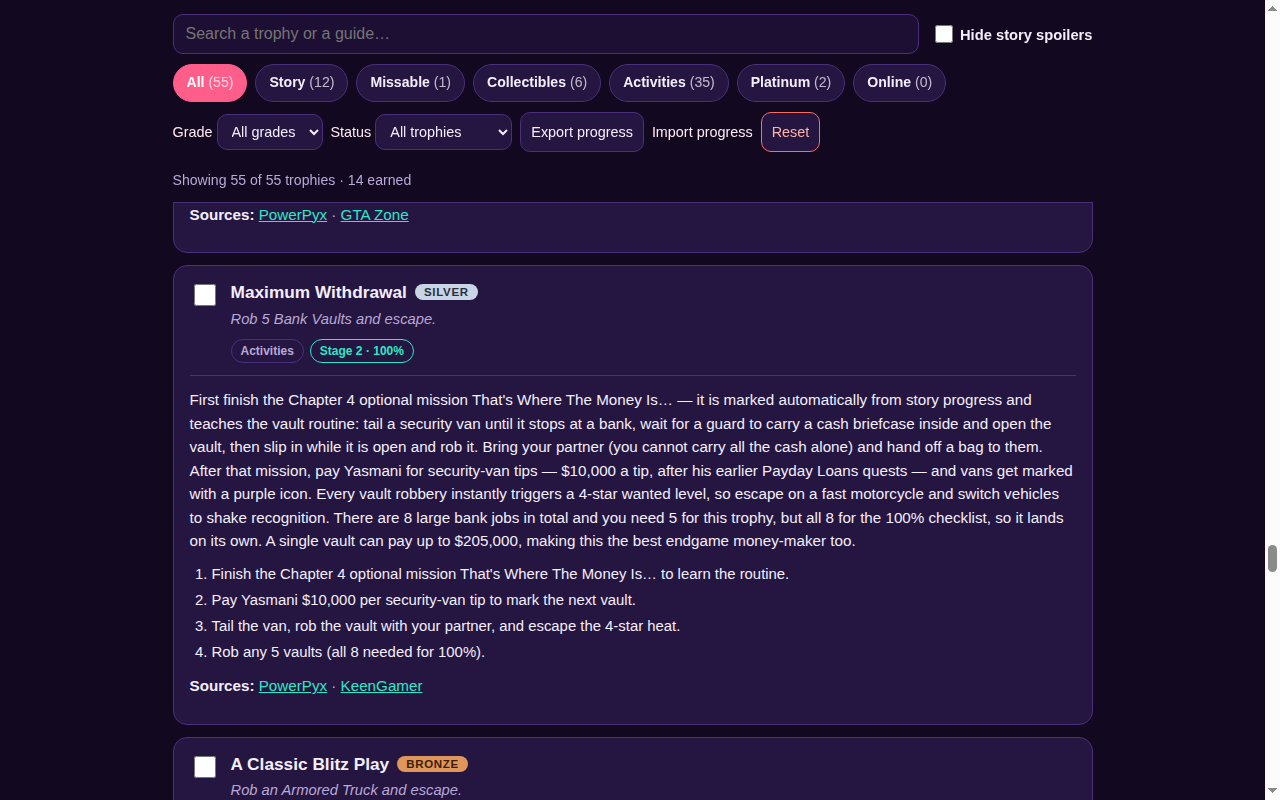 Search a trophy or a guide…
Hide story spoilers
All (55)
Story (12)
Missable (1)
Collectibles (6)
Activities (35)
Platinum (2)
Online (0)
Grade
All grades
Status
All trophies
Export progress
Import progress
Reset
Showing 55 of 55 trophies · 14 earned
Sources: PowerPyx · GTA Zone
Maximum Withdrawal
SILVER
Rob 5 Bank Vaults and escape.
Activities
Stage 2 · 100%
First finish the Chapter 4 optional mission That's Where The Money Is… — it is marked automatically from story progress and
teaches the vault routine: tail a security van until it stops at a bank, wait for a guard to carry a cash briefcase inside and open the
vault, then slip in while it is open and rob it. Bring your partner (you cannot carry all the cash alone) and hand off a bag to them.
After that mission, pay Yasmani for security-van tips — $10,000 a tip, after his earlier Payday Loans quests — and vans get marked
with a purple icon. Every vault robbery instantly triggers a 4-star wanted level, so escape on a fast motorcycle and switch vehicles
to shake recognition. There are 8 large bank jobs in total and you need 5 for this trophy, but all 8 for the 100% checklist, so it lands
on its own. A single vault can pay up to $205,000, making this the best endgame money-maker too.
1. Finish the Chapter 4 optional mission That's Where The Money Is… to learn the routine.
2. Pay Yasmani $10,000 per security-van tip to mark the next vault.
3. Tail the van, rob the vault with your partner, and escape the 4-star heat.
4. Rob any 5 vaults (all 8 needed for 100%).
Sources: PowerPyx · KeenGamer
A Classic Blitz Play
BRONZE
Rob an Armored Truck and escape.